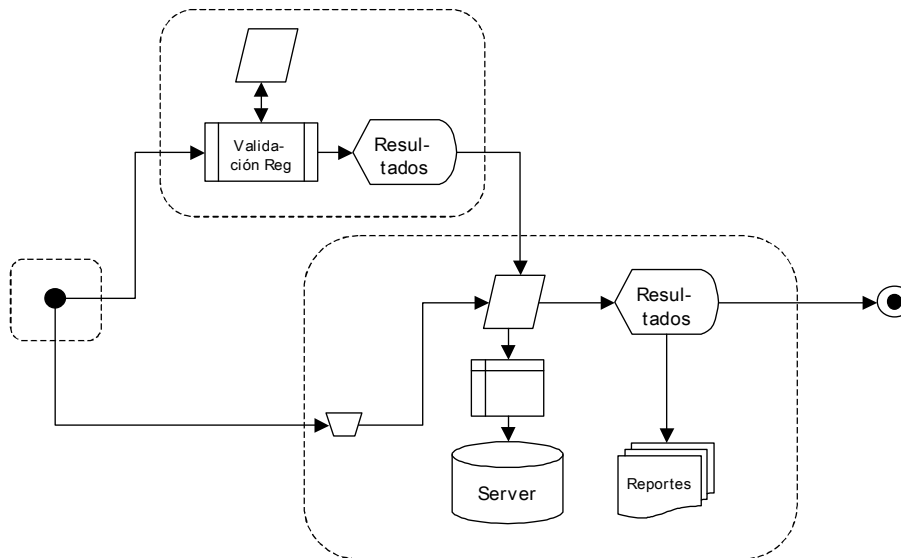 Valida-
ción Reg
Resul-
tados
Resul-
tados
Server
Reportes